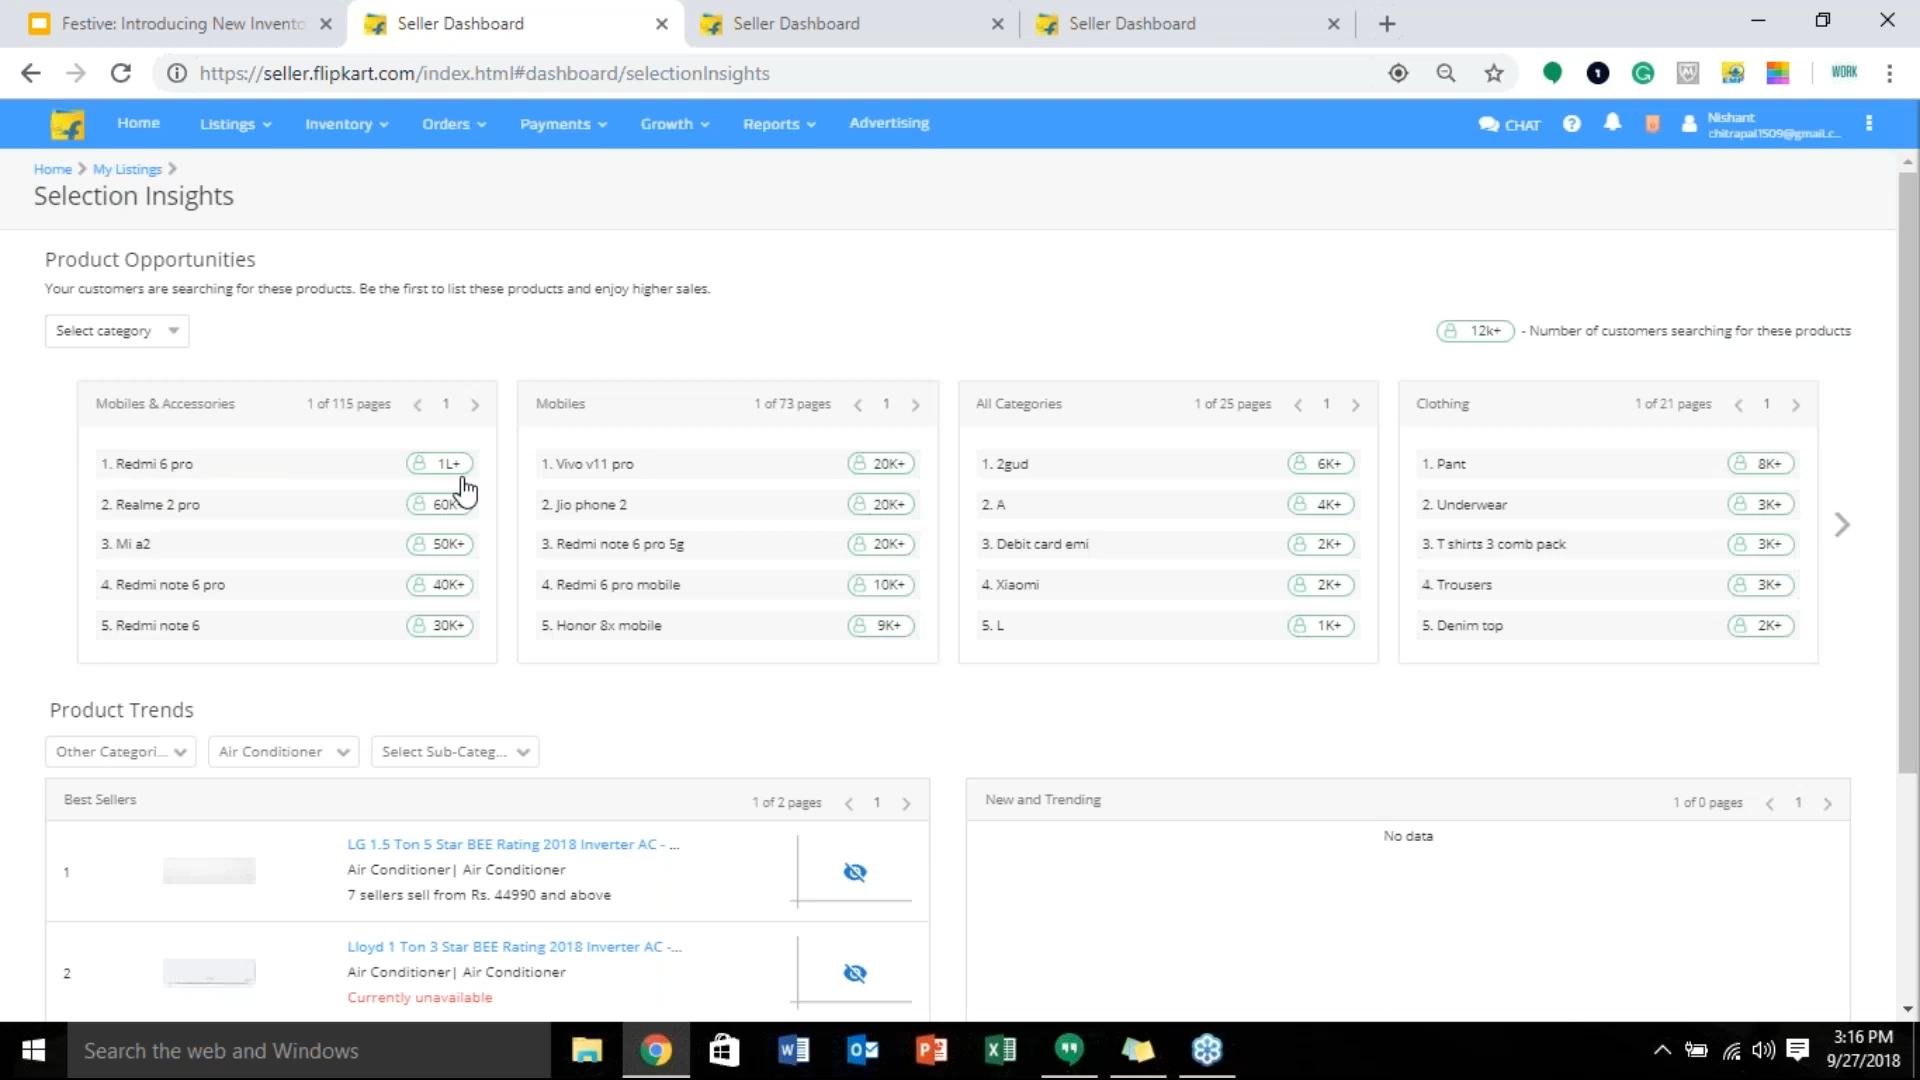 Festive: Introducing New Invento
Seller Dashboard
Seller Dashboard
Seller Dashboard
https://seller.flipkart.com/index.html#dashboard/selectionInsights
WORK
Home Listings Inventory Orders Payments Growth Reports Advertising
CHAT
Nishant
chitrapal1509@gmail.c...
Home > My Listings >
Selection Insights
Product Opportunities
Your customers are searching for these products. Be the first to list these products and enjoy higher sales.
Select category
12k+ - Number of customers searching for these products
Mobiles & Accessories 1 of 115 pages < 1 >
1. Redmi 6 pro 1L+
2. Realme 2 pro 60K+
3. Mi a2 50K+
4. Redmi note 6 pro 40K+
5. Redmi note 6 30K+
Mobiles 1 of 73 pages < 1 >
1. Vivo v11 pro 20K+
2. Jio phone 2 20K+
3. Redmi note 6 pro 5g 20K+
4. Redmi 6 pro mobile 10K+
5. Honor 8x mobile 9K+
All Categories 1 of 25 pages < 1 >
1. 2gud 6K+
2. A 4K+
3. Debit card emi 2K+
4. Xiaomi 2K+
5. L 1K+
Clothing 1 of 21 pages < 1 >
1. Pant 8K+
2. Underwear 3K+
3. T shirts 3 comb pack 3K+
4. Trousers 3K+
5. Denim top 2K+
Product Trends
Other Categori... Air Conditioner Select Sub-Categ...
Best Sellers 1 of 2 pages < 1 >
1
LG 1.5 Ton 5 Star BEE Rating 2018 Inverter AC - ...
Air Conditioner| Air Conditioner
7 sellers sell from Rs. 44990 and above
2
Lloyd 1 Ton 3 Star BEE Rating 2018 Inverter AC -...
Air Conditioner| Air Conditioner
Currently unavailable
New and Trending 1 of 0 pages < 1 >
No data
Search the web and Windows
3:16 PM
9/27/2018